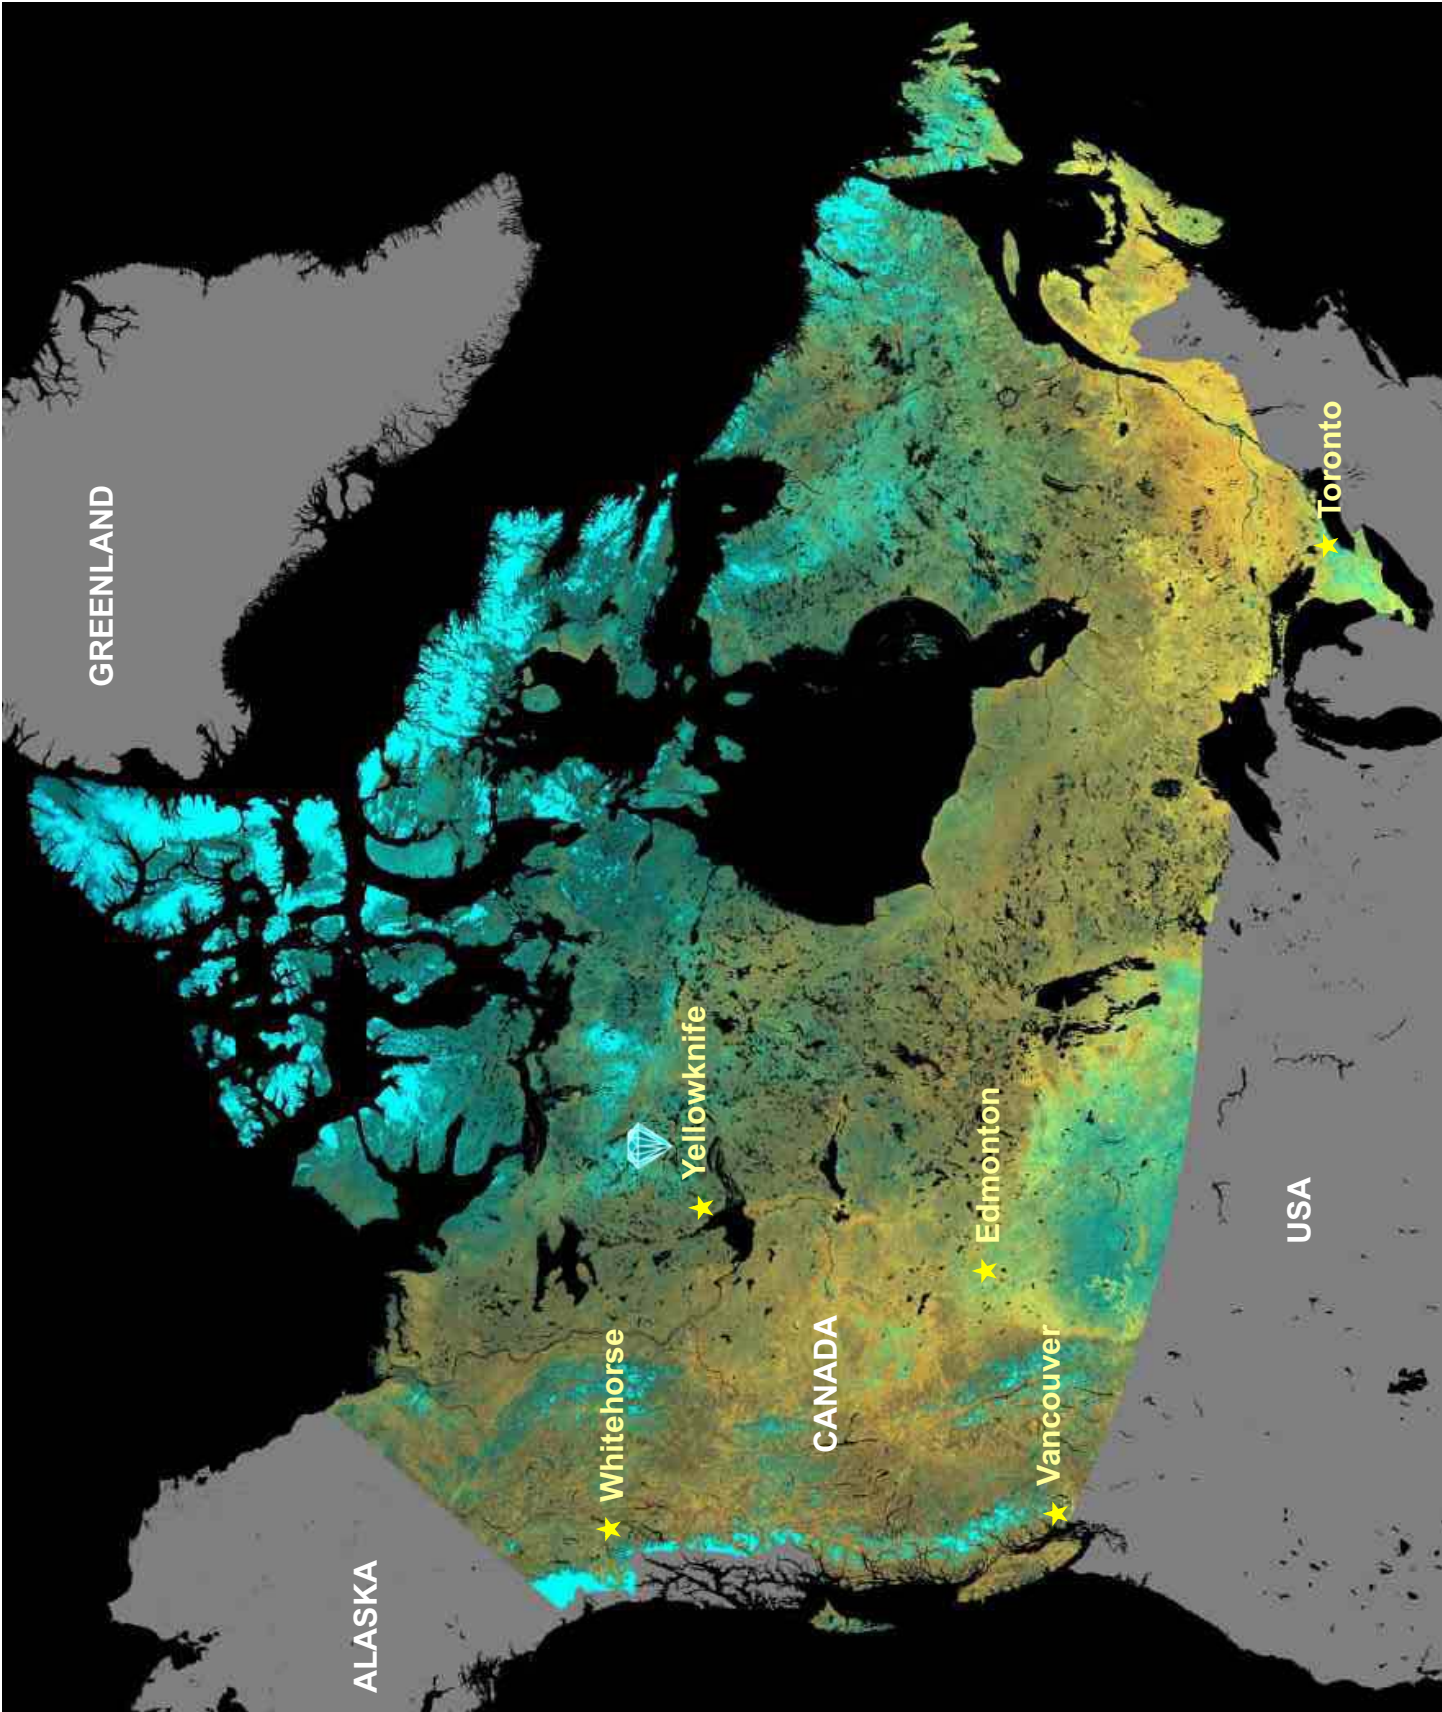 GREENLAND
ALASKA
Whitehorse
Yellowknife
CANADA
Edmonton
Vancouver
Toronto
USA